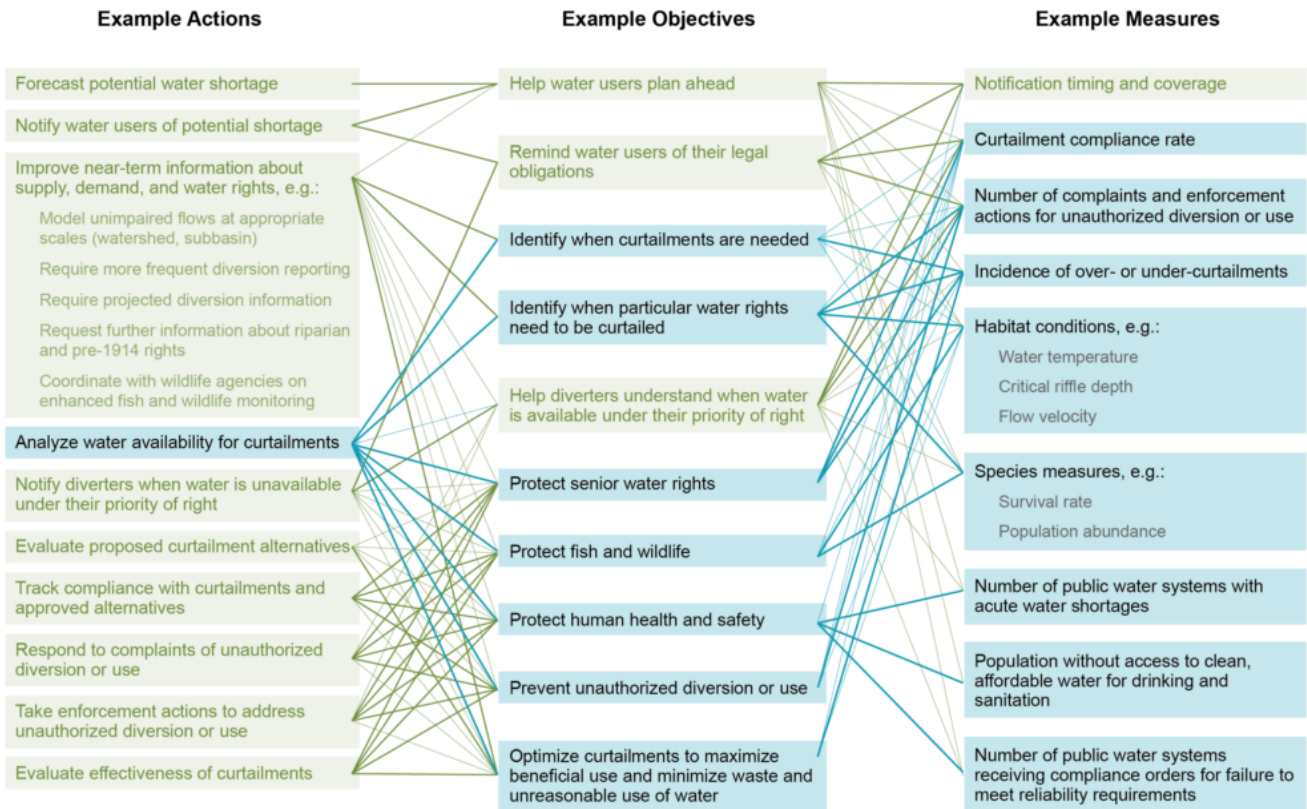 Example Actions
Example Objectives
Example Measures
Forecast potential water shortage
Notify water users of potential shortage
Improve near-term information about
supply, demand, and water rights, e.g.:
Model unimpaired flows at appropriate
scales (watershed, subbasin)
Require more frequent diversion reporting
Require projected diversion information
Request further information about riparian
and pre-1914 rights
Coordinate with wildlife agencies on
enhanced fish and wildlife monitoring
Analyze water availability for curtailments
Notify diverters when water is unavailable
under their priority of right
Evaluate proposed curtailment alternatives
Track compliance with curtailments and
approved alternatives
Respond to complaints of unauthorized
diversion or use
Take enforcement actions to address
unauthorized diversion or use
Evaluate effectiveness of curtailments
Help water users plan ahead
Remind water users of their legal
obligations
Identify when curtailments are needed
Identify when particular water rights
need to be curtailed
Help diverters understand when water
is available under their priority of right
Protect senior water rights
Protect fish and wildlife
Protect human health and safety
Prevent unauthorized diversion or use
Optimize curtailments to maximize
beneficial use and minimize waste and
unreasonable use of water
Notification timing and coverage
Curtailment compliance rate
Number of complaints and enforcement
actions for unauthorized diversion or use
Incidence of over- or under-curtailments
Habitat conditions, e.g.:
Water temperature
Critical riffle depth
Flow velocity
Species measures, e.g.:
Survival rate
Population abundance
Number of public water systems with
acute water shortages
Population without access to clean,
affordable water for drinking and
sanitation
Number of public water systems
receiving compliance orders for failure to
meet reliability requirements